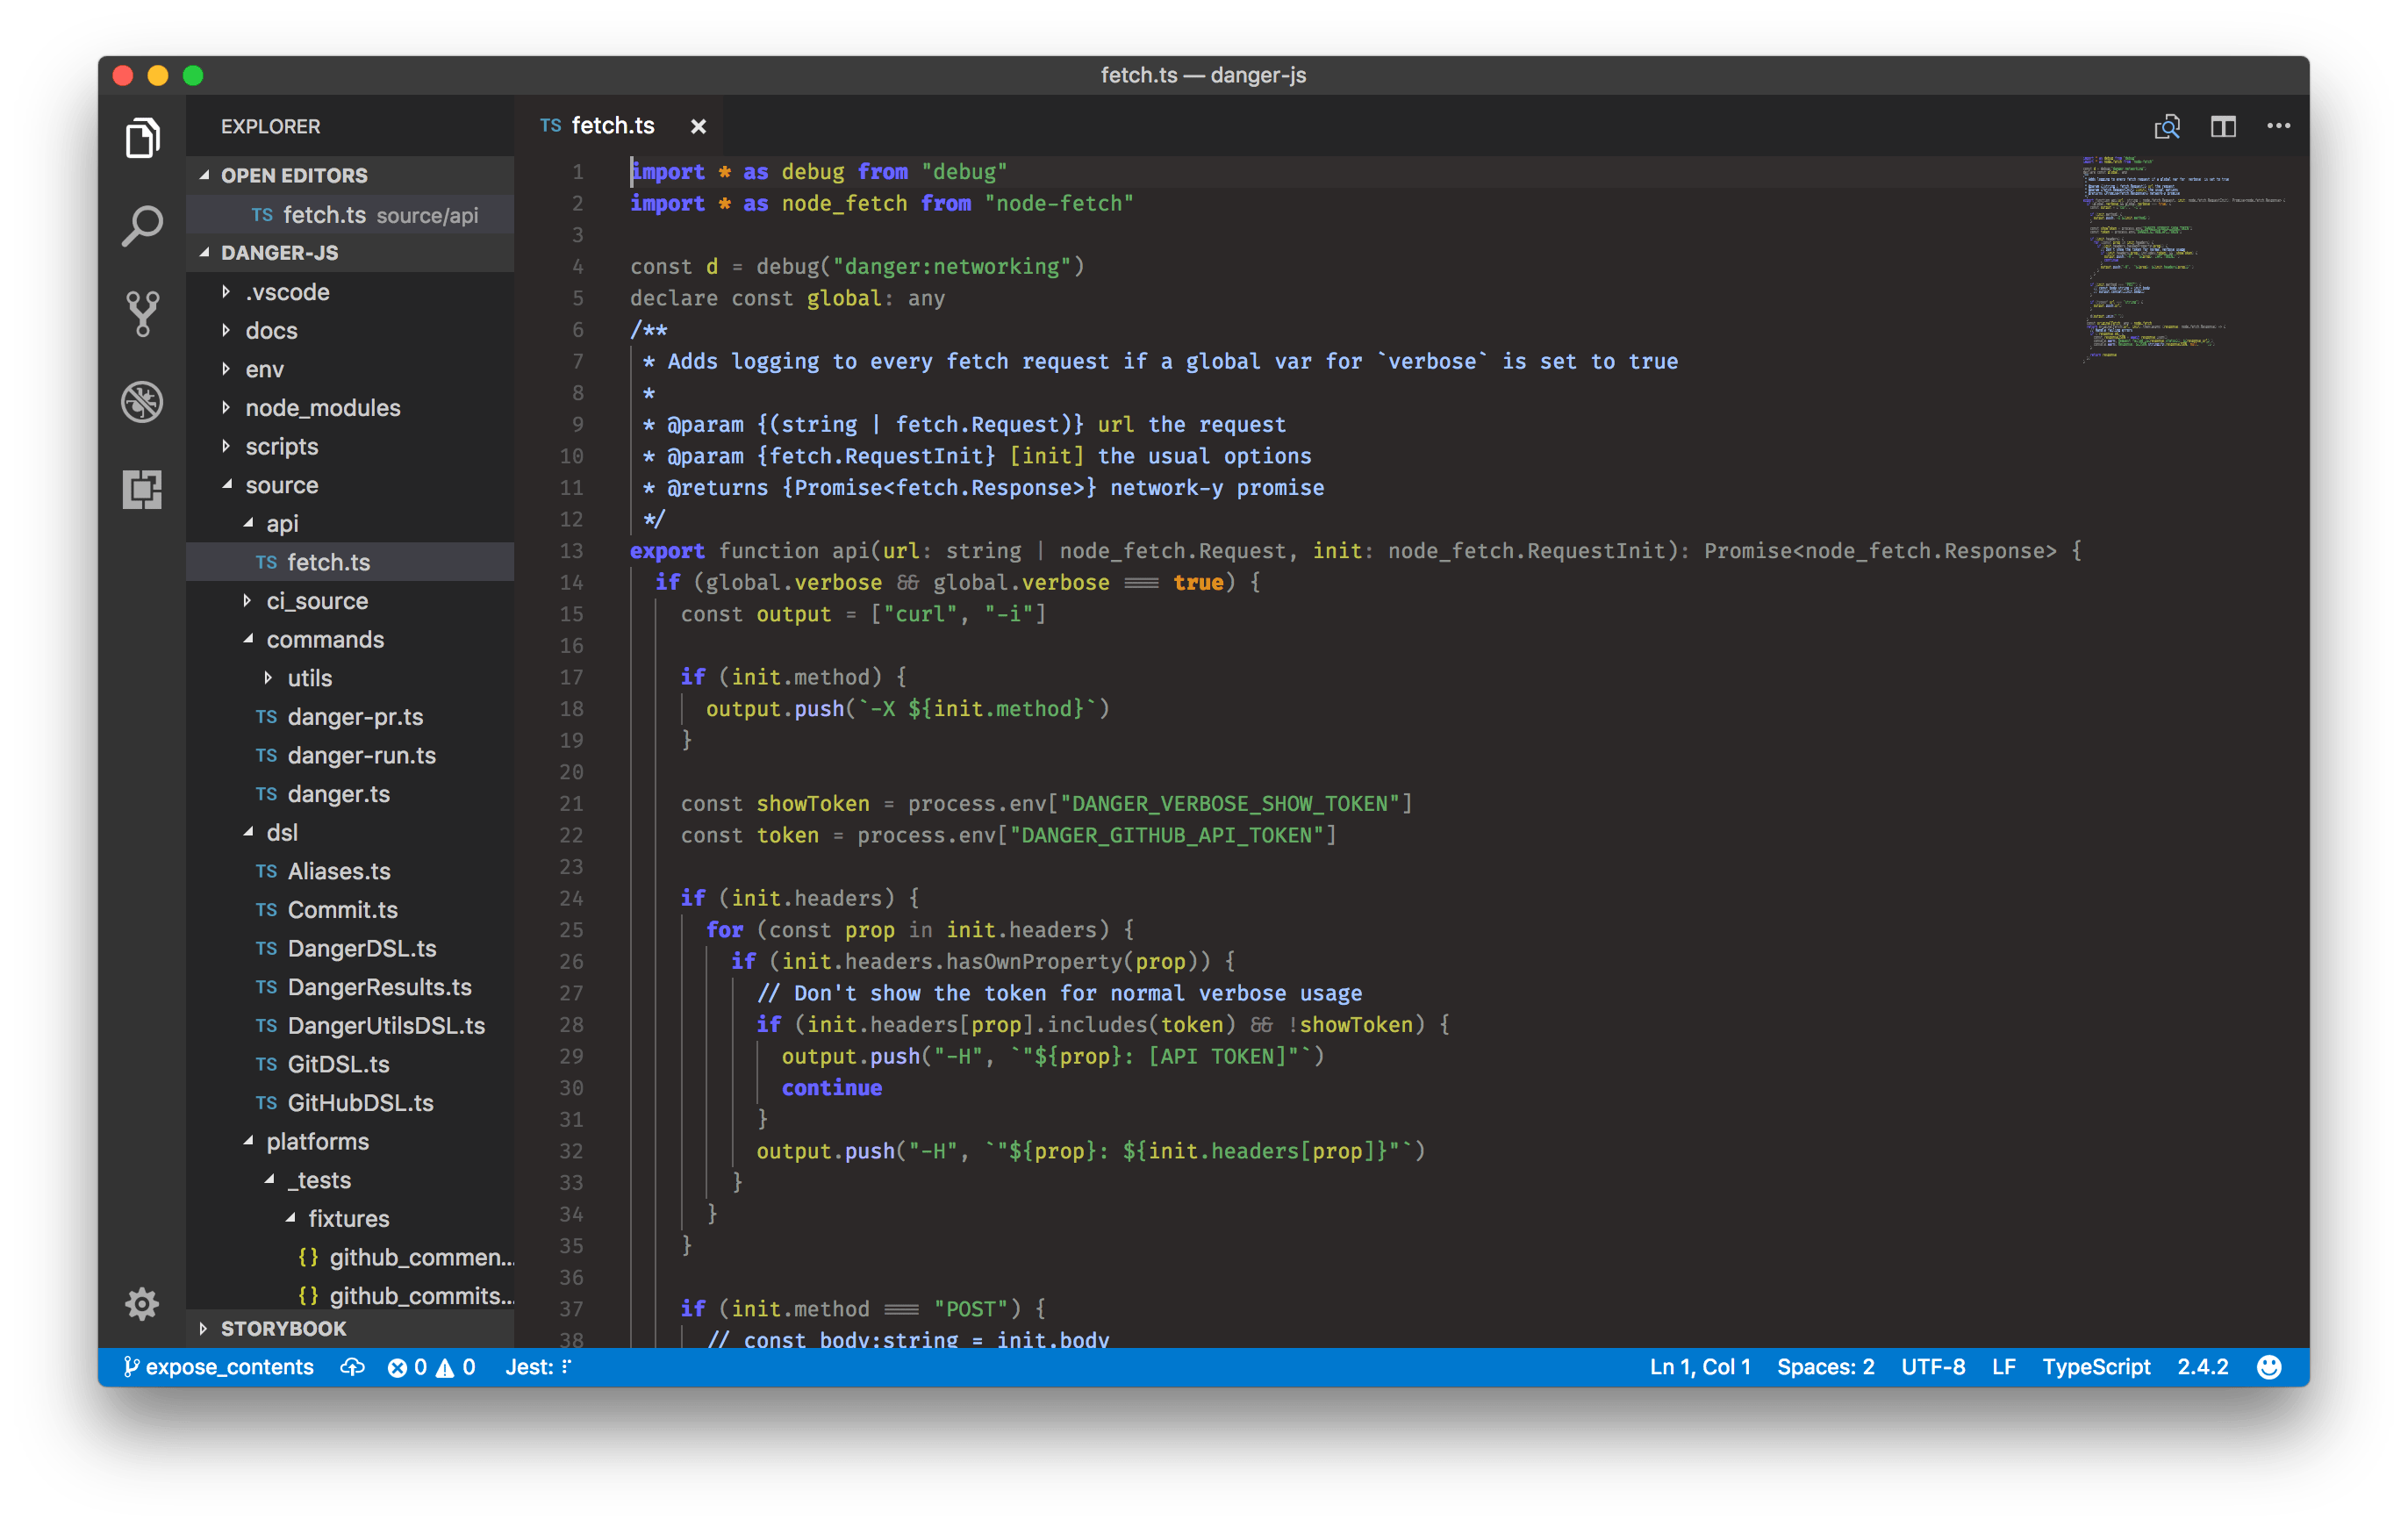 fetch.ts — danger-js
EXPLORER
OPEN EDITORS
TS fetch.ts source/api
DANGER-JS
.vscode
docs
env
node_modules
scripts
source
api
TS fetch.ts
ci_source
commands
utils
TS danger-pr.ts
TS danger-run.ts
TS danger.ts
dsl
TS Aliases.ts
TS Commit.ts
TS DangerDSL.ts
TS DangerResults.ts
TS DangerUtilsDSL.ts
TS GitDSL.ts
TS GitHubDSL.ts
platforms
_tests
fixtures
{} github_commen...
{} github_commits...
STORYBOOK
TS fetch.ts ×
1 import * as debug from "debug"
2 import * as node_fetch from "node-fetch"
3
4 const d = debug("danger:networking")
5 declare const global: any
6 /**
7 * Adds logging to every fetch request if a global var for `verbose` is set to true
8 *
9 * @param {(string | fetch.Request)} url the request
10 * @param {fetch.RequestInit} [init] the usual options
11 * @returns {Promise<fetch.Response>} network-y promise
12 */
13 export function api(url: string | node_fetch.Request, init: node_fetch.RequestInit): Promise<node_fetch.Response> {
14 if (global.verbose && global.verbose === true) {
15 const output = ["curl", "-i"]
16
17 if (init.method) {
18 output.push(`-X ${init.method}`)
19 }
20
21 const showToken = process.env["DANGER_VERBOSE_SHOW_TOKEN"]
22 const token = process.env["DANGER_GITHUB_API_TOKEN"]
23
24 if (init.headers) {
25 for (const prop in init.headers) {
26 if (init.headers.hasOwnProperty(prop)) {
27 // Don't show the token for normal verbose usage
28 if (init.headers[prop].includes(token) && !showToken) {
29 output.push("-H", `"${prop}: [API TOKEN]"`)
30 continue
31 }
32 output.push("-H", `"${prop}: ${init.headers[prop]}"`)
33 }
34 }
35 }
36
37 if (init.method === "POST") {
38 // const body:string = init.body
expose_contents 0 0 Jest: Ln 1, Col 1 Spaces: 2 UTF-8 LF TypeScript 2.4.2